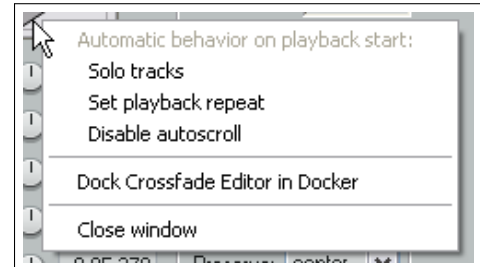 Automatic behavior on playback start:
Solo tracks
Set playback repeat
Disable autoscroll
Dock Crossfade Editor in Docker
Close window